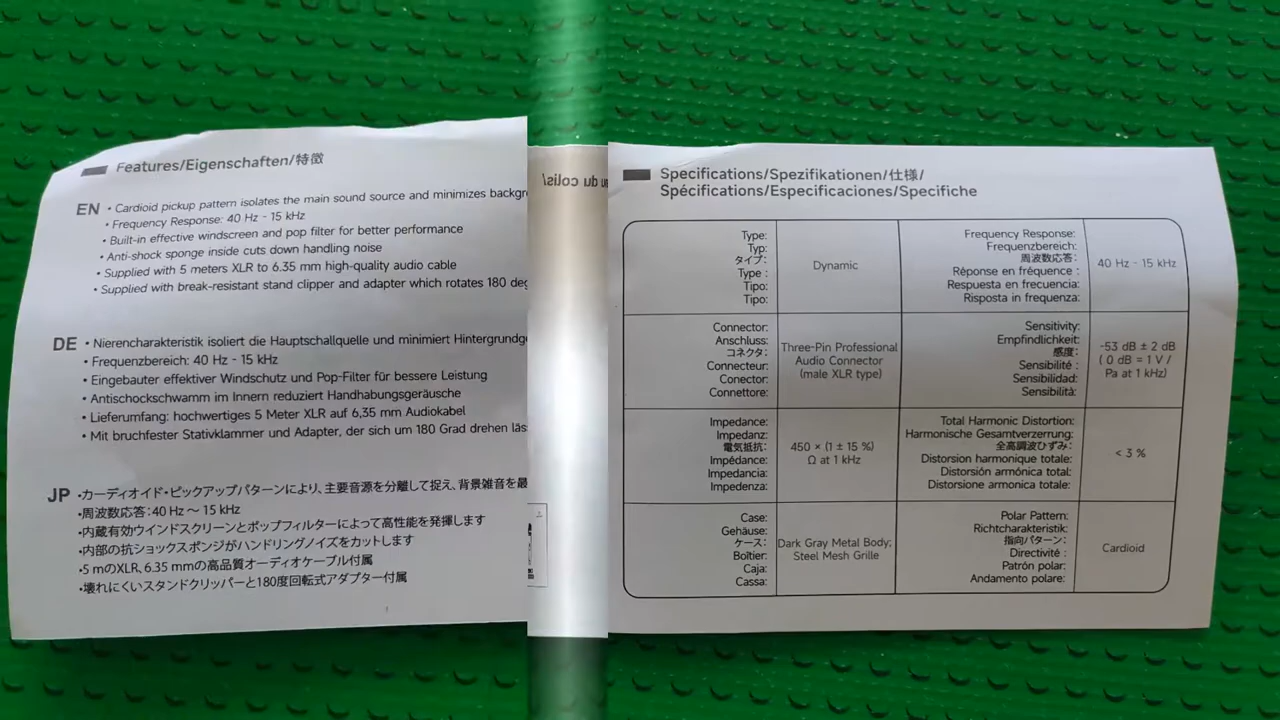 Features/Eigenschaften/特徴
EN • Cardioid pickup pattern isolates the main sound source and minimizes
• Frequency Response: 40 Hz - 15 kHz
• Built-in effective windscreen and pop filter for better performance
• Anti-shock sponge inside cuts down handling noise
• Supplied with 5 meters XLR to 6.35 mm high-quality audio cable
• Supplied with break-resistant stand clipper and adapter which rotates 180
DE • Nierencharakteristik isoliert die Hauptschallquelle und minimiert
• Frequenzbereich: 40 Hz - 15 kHz
• Eingebauter effektiver Windschutz und Pop-Filter für bessere Leistung
• Antischockschwamm im Innern reduziert Handhabungsgeräusche
• Lieferumfang: hochwertiges 5 Meter XLR auf 6,35 mm Audiokabel
• Mit bruchfester Stativklammer und Adapter, der sich um 180 Grad drehen
JP •カーディオイド・ピックアップパターンにより、主要音源を分離して捉え、背景雑音を最
•周波数応答：40 Hz ～ 15 kHz
•内蔵有効ウインドスクリーンとポップフィルターによって高性能を発揮します
•内部の抗ショックスポンジがハンドリングノイズをカットします
•5 mのXLR, 6.35 mmの高品質オーディオケーブル付属
•壊れにくいスタンドクリッパーと180度回転式アダプター付属
Specifications/Spezifikationen/仕様/
Spécifications/Especificaciones/Specifiche
Type:
Typ:
タイプ:
Type :
Tipo:
Tipo:
Dynamic
Frequency Response:
Frequenzbereich:
周波数応答:
Réponse en fréquence :
Respuesta en frecuencia:
Risposta in frequenza:
40 Hz - 15 kHz
Connector:
Anschluss:
コネクタ:
Connecteur:
Conector:
Connettore:
Three-Pin Professional
Audio Connector
(male XLR type)
Sensitivity:
Empfindlichkeit:
感度:
Sensibilité :
Sensibilidad:
Sensibilità:
-53 dB ± 2 dB
( 0 dB = 1 V /
Pa at 1 kHz)
Impedance:
Impedanz:
電気抵抗:
Impédance:
Impedancia:
Impedenza:
450 × (1 ± 15 %)
Ω at 1 kHz
Total Harmonic Distortion:
Harmonische Gesamtverzerrung:
全高調波ひずみ:
Distorsion harmonique totale:
Distorsión armónica total:
Distorsione armonica totale:
< 3 %
Case:
Gehäuse:
ケース:
Boîtier:
Caja:
Cassa:
Dark Gray Metal Body;
Steel Mesh Grille
Polar Pattern:
Richtcharakteristik:
指向パターン:
Directivité :
Patrón polar:
Andamento polare:
Cardioid